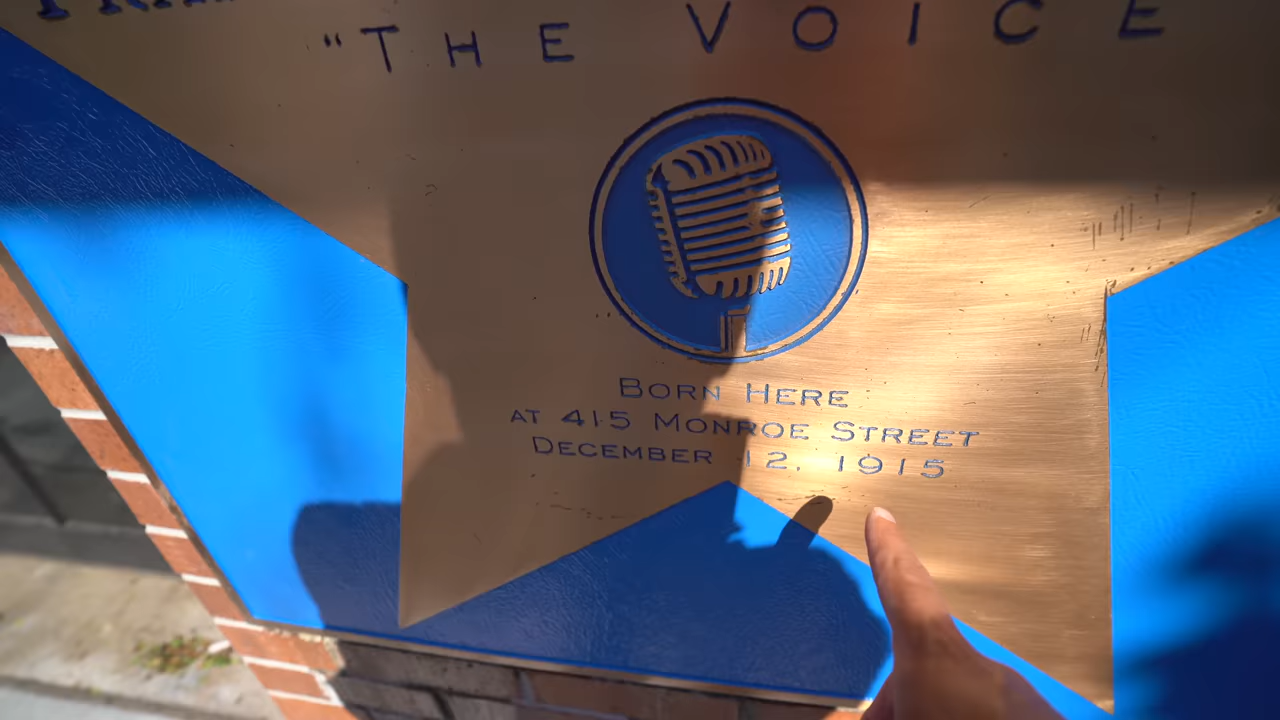 "THE VOICE
BORN HERE
AT 415 MONROE STREET
DECEMBER 12, 1915